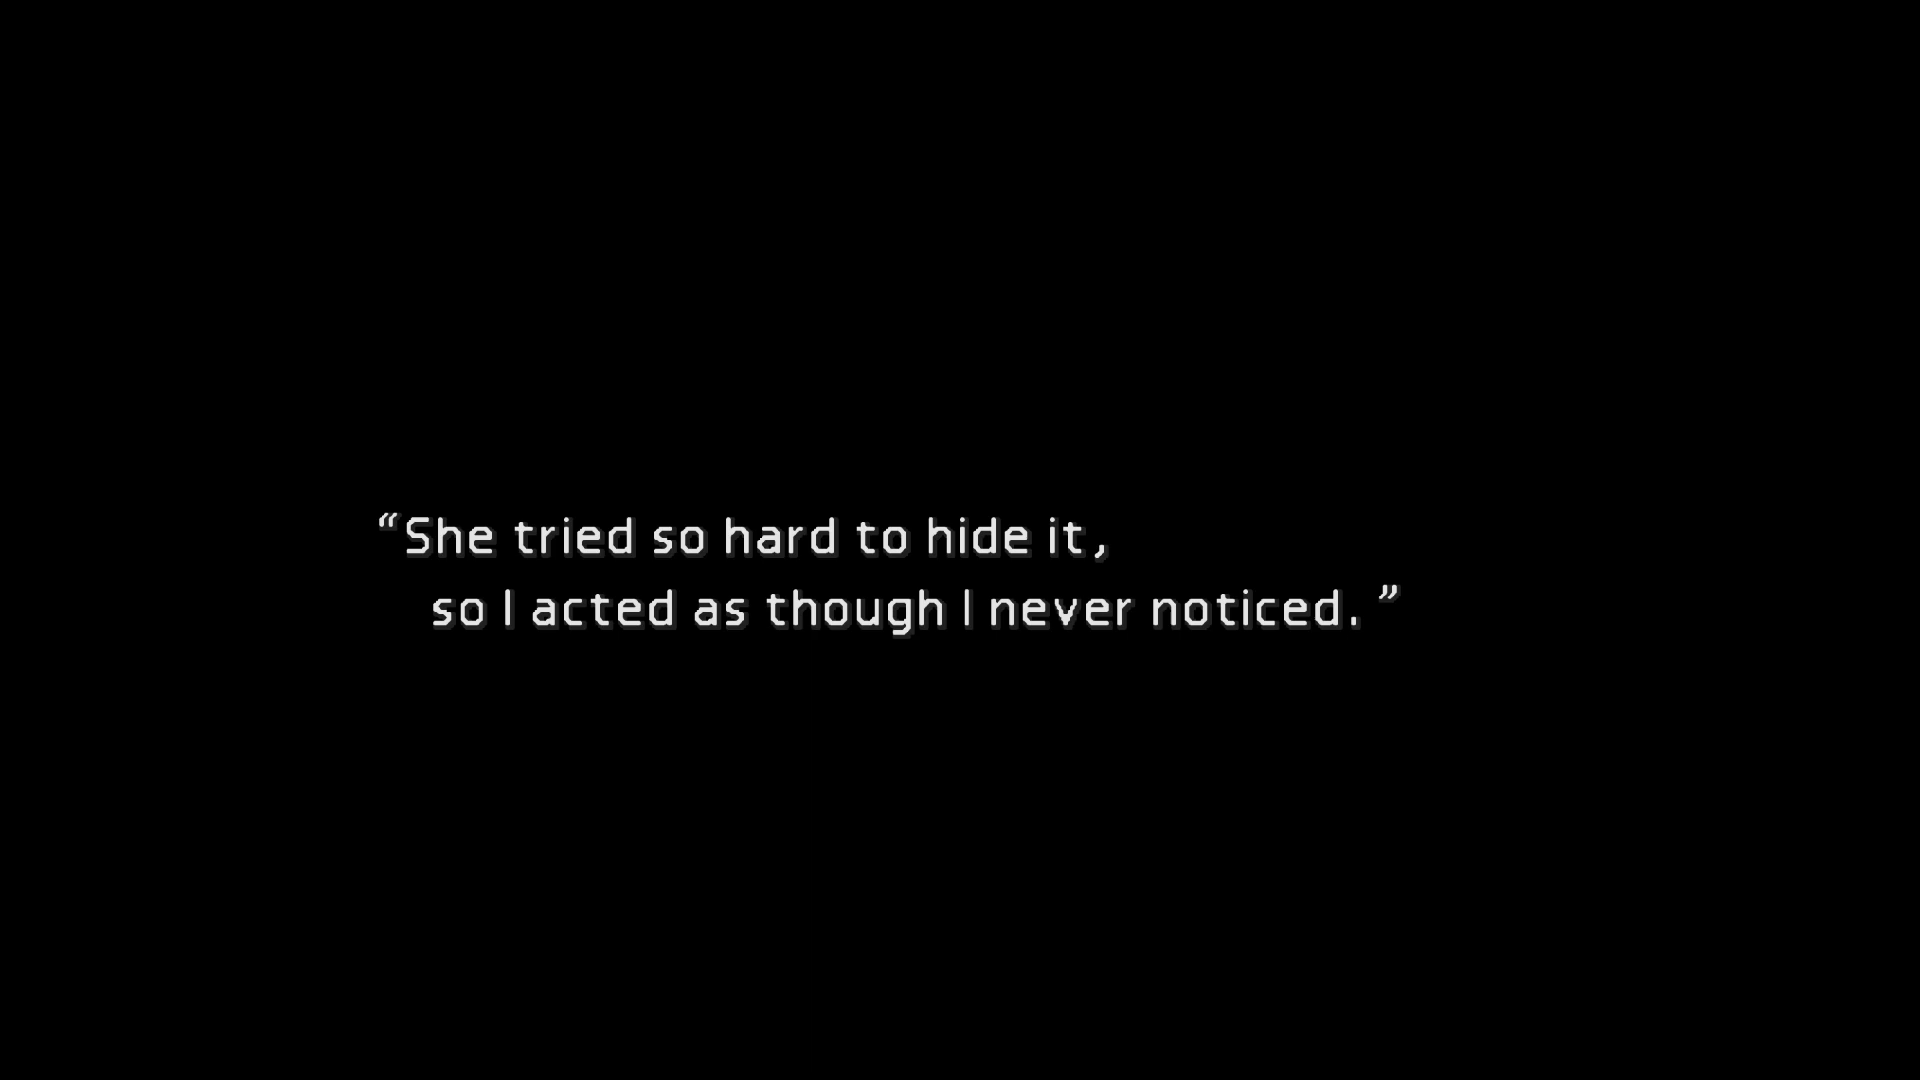 “She tried so hard to hide it,
so I acted as though I never noticed.”